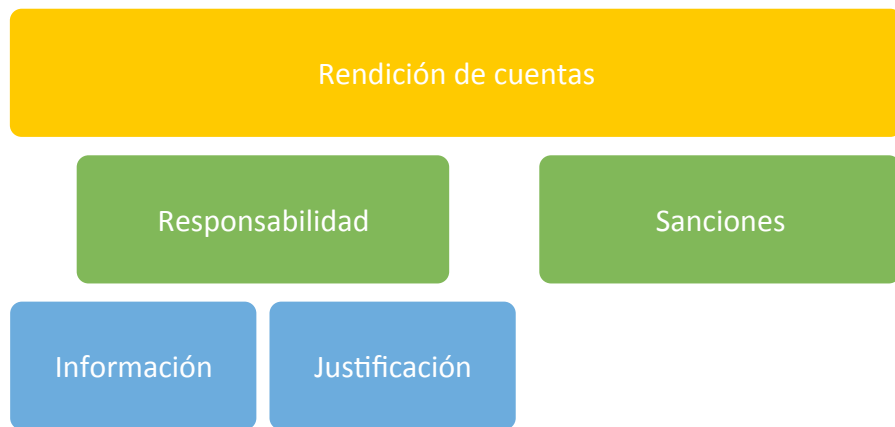 Rendición de cuentas
Responsabilidad
Sanciones
Información
Justificación